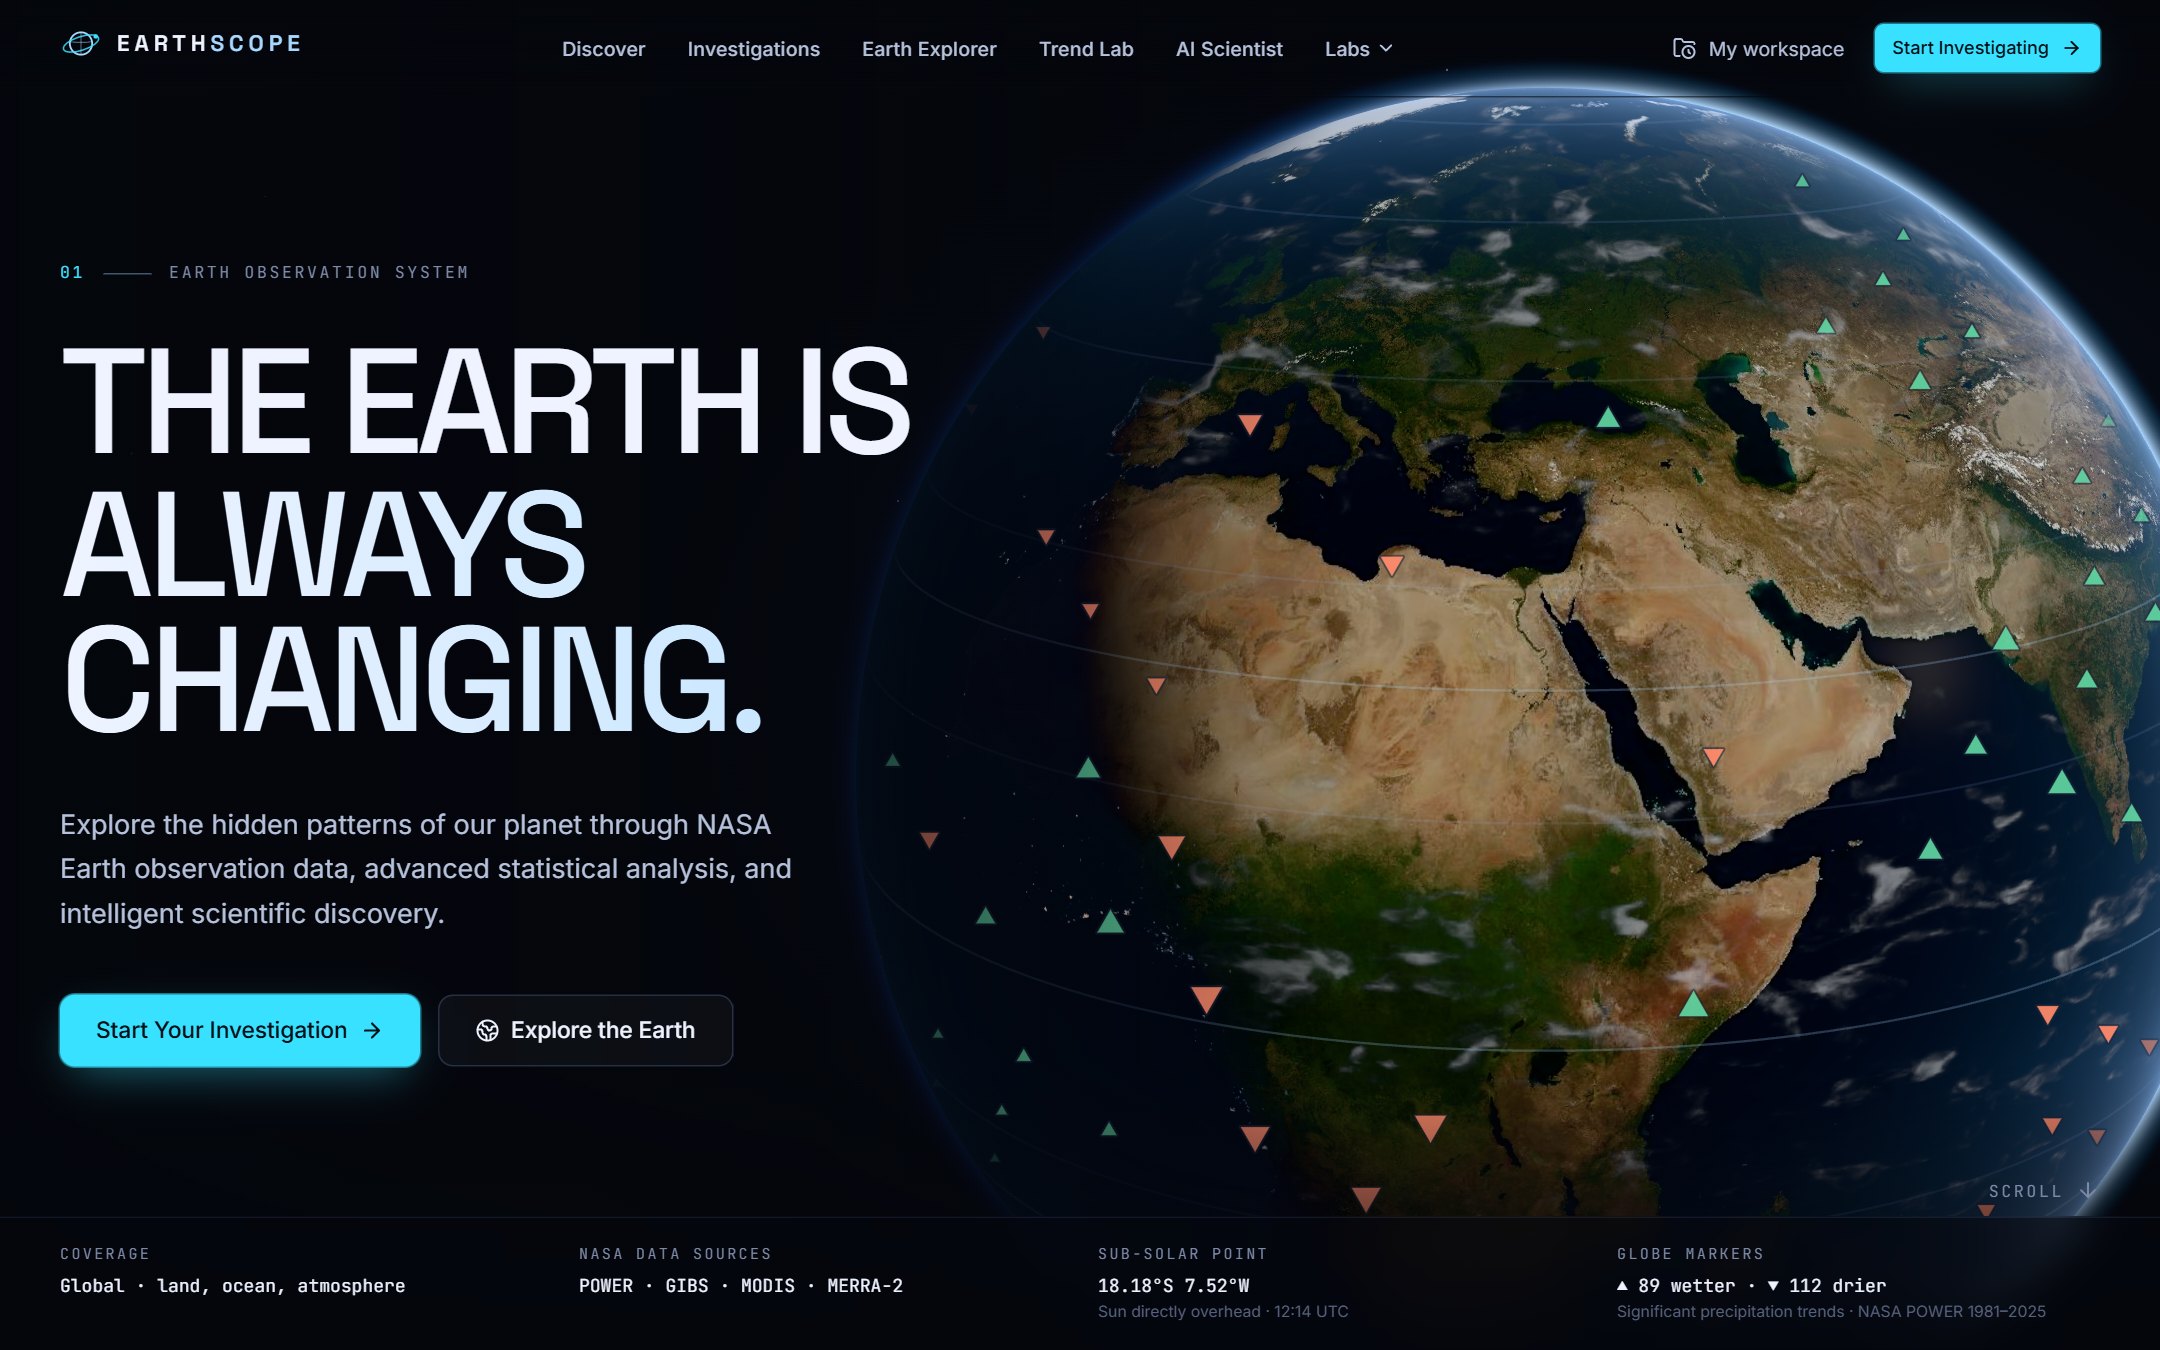 EARTHSCOPE
Discover
Investigations
Earth Explorer
Trend Lab
AI Scientist
Labs
My workspace
Start Investigating →
01 EARTH OBSERVATION SYSTEM
THE EARTH IS
ALWAYS
CHANGING.
Explore the hidden patterns of our planet through NASA
Earth observation data, advanced statistical analysis, and
intelligent scientific discovery.
Start Your Investigation →
Explore the Earth
SCROLL ↓
COVERAGE
Global · land, ocean, atmosphere
NASA DATA SOURCES
POWER · GIBS · MODIS · MERRA-2
SUB-SOLAR POINT
18.18°S 7.52°W
Sun directly overhead · 12:14 UTC
GLOBE MARKERS
▲ 89 wetter · ▼ 112 drier
Significant precipitation trends · NASA POWER 1981–2025